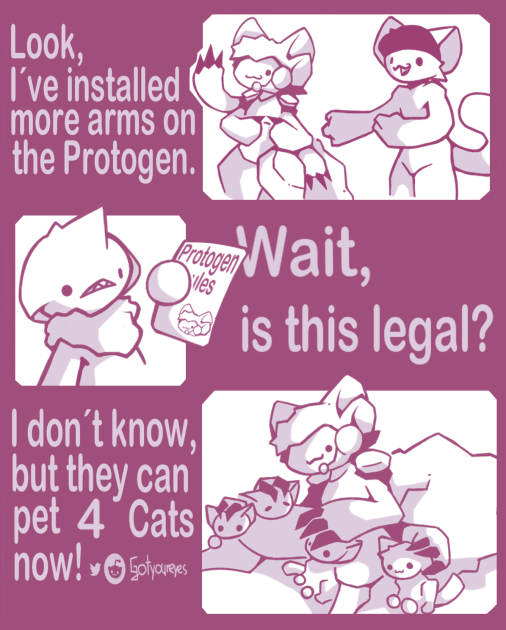 Look,
I´ve installed
more arms on
the Protogen.
Protogen
Rules
Wait,
is this legal?
I don´t know,
but they can
pet 4 Cats
now! Gotyoureyes